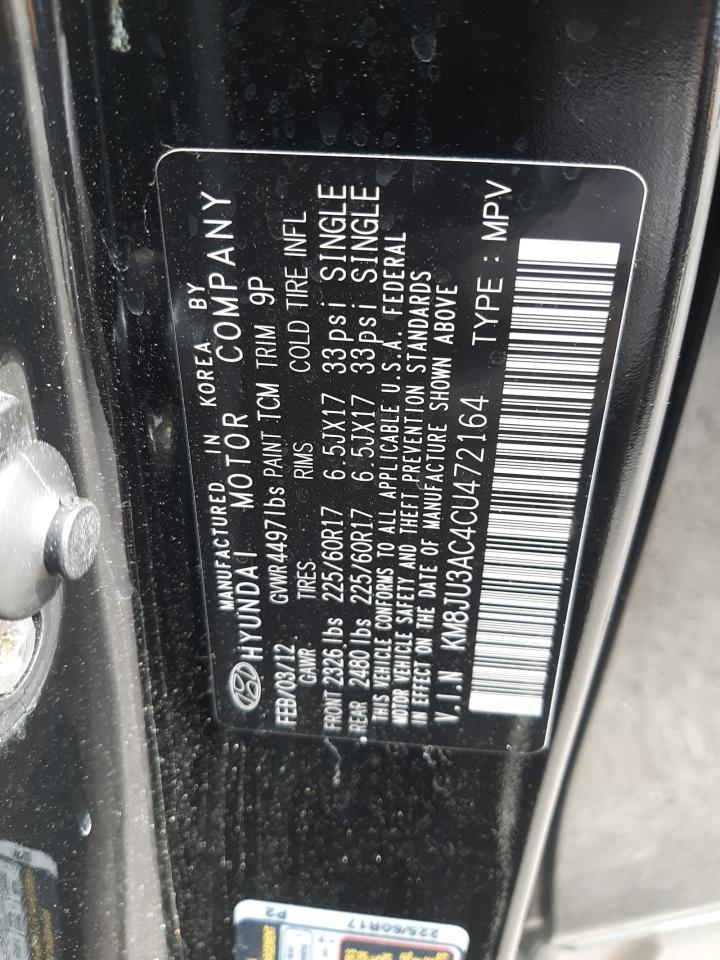 MANUFACTURED IN KOREA BY
HYUNDAI MOTOR COMPANY
FEB/03/12 GVWR4497lbs PAINT TCM TRIM 9P
GAWR TIRES RIMS COLD TIRE INFL
FRONT 2326 lbs 225/60R17 6.5JX17 33psi SINGLE
REAR 2480 lbs 225/60R17 6.5JX17 33psi SINGLE
THIS VEHICLE CONFORMS TO ALL APPLICABLE U.S.A. FEDERAL
MOTOR VEHICLE SAFETY AND THEFT PREVENTION STANDARDS
IN EFFECT ON THE DATE OF MANUFACTURE SHOWN ABOVE
V.I.N KM8JU3AC4CU472164 TYPE : MPV
225/60R17
P2